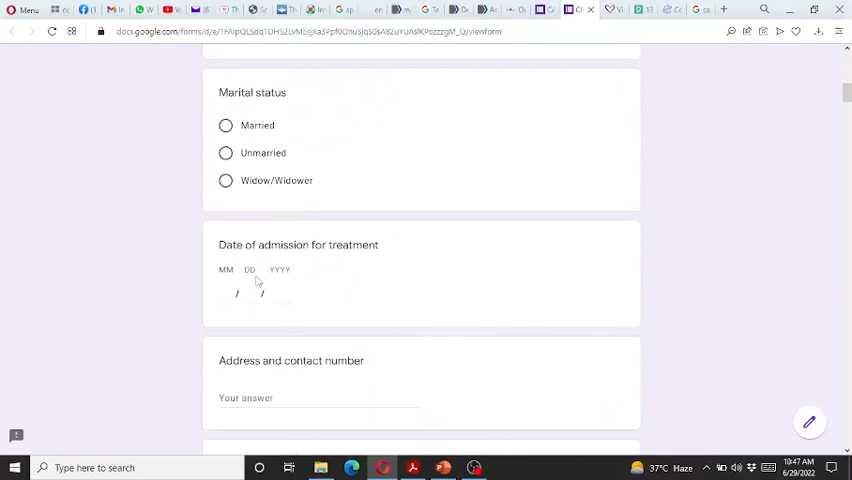 Menu
docs.google.com/forms/d/e/1FAIpQLSdqTDH52LvM5sjXa3Ppf0QhuSjqS0sA82uYUAslKPozzzgM_Q/viewform
Marital status
Married
Unmarried
Widow/Widower
Date of admission for treatment
MM DD YYYY
/ /
Address and contact number
Your answer
Type here to search
37°C Haze
10:47 AM
6/29/2022